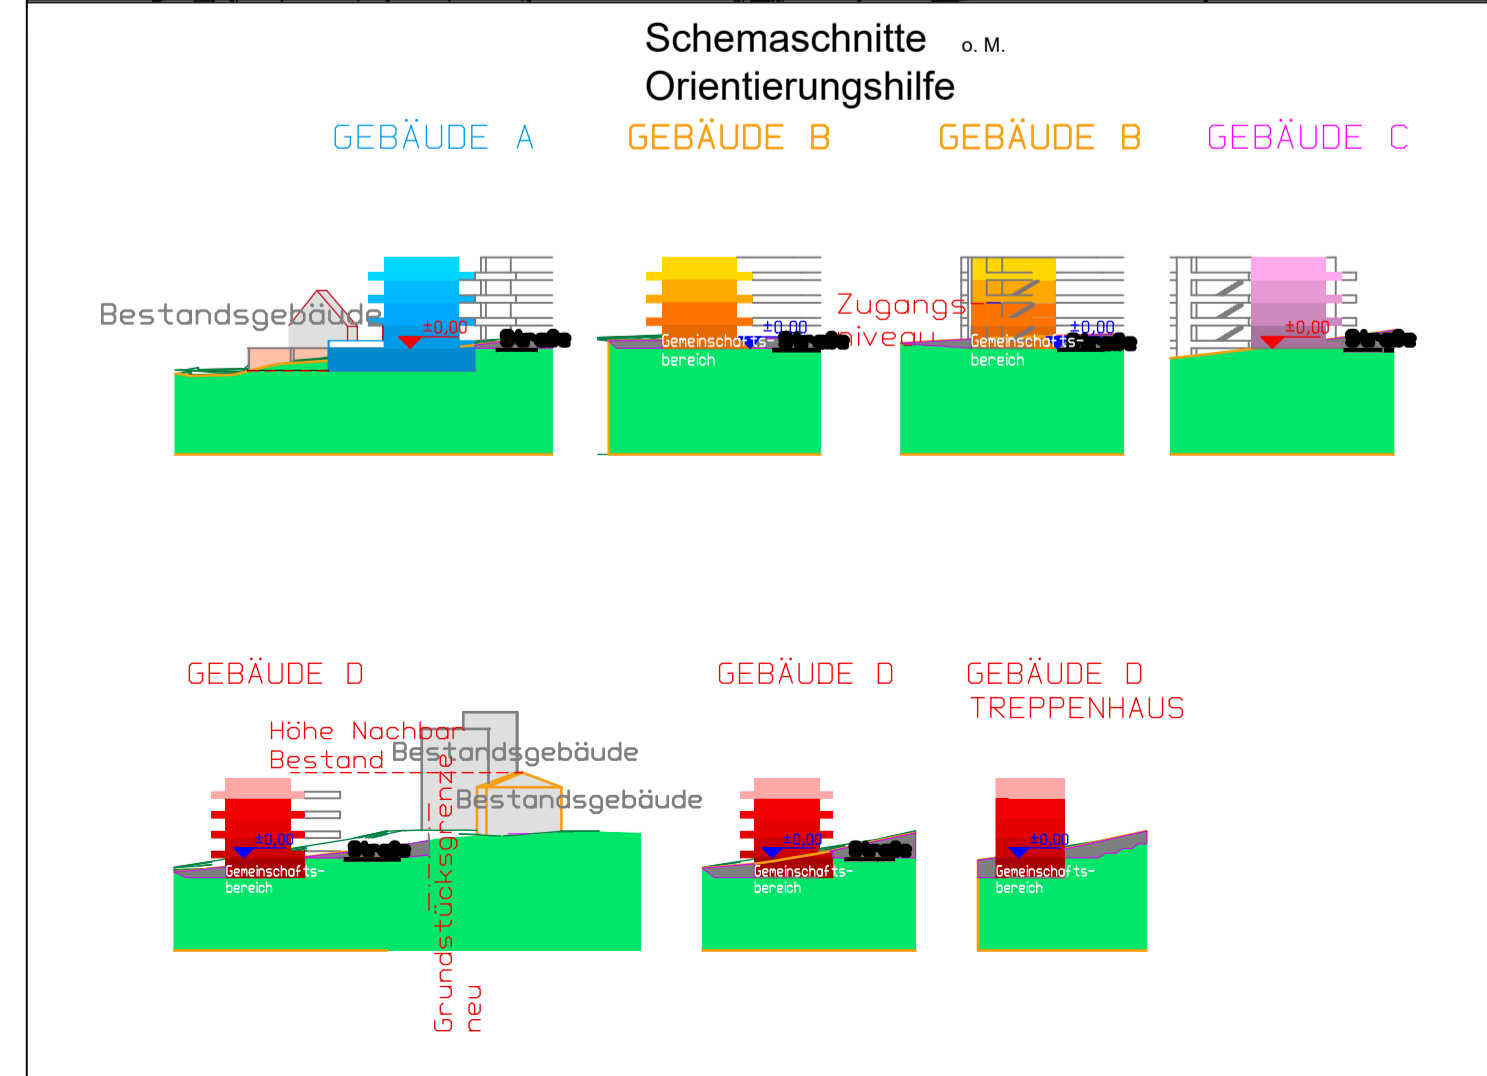 Schemaschnitte o. M.
Orientierungshilfe
GEBÄUDE A
GEBÄUDE B
GEBÄUDE B
GEBÄUDE C
Bestandsgebäude
±0,00
±0,00
Gemeinschafts-
bereich
Zugangs-
niveau
±0,00
Gemeinschafts-
bereich
±0,00
GEBÄUDE D
GEBÄUDE D
GEBÄUDE D
TREPPENHAUS
Höhe Nachbar
Bestand
Bestandsgebäude
Bestandsgebäude
±0,00
Gemeinschafts-
bereich
Grundstücksgrenze
neu
±0,00
Gemeinschafts-
bereich
±0,00
Gemeinschafts-
bereich